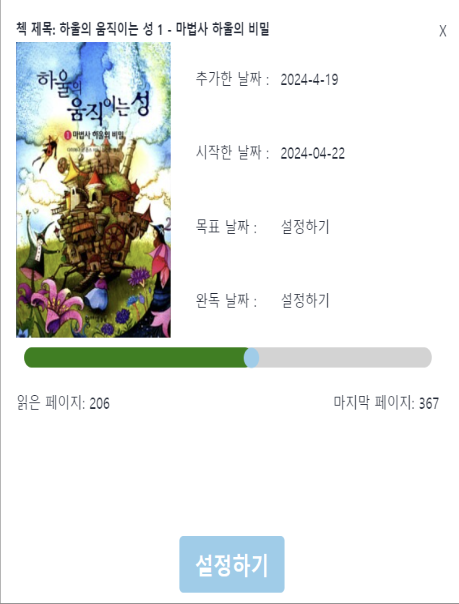 첵 제목: 하울의 움직이는 성 1 - 마법사 하울의 비밀
X
하울의
움직이는 성
1 마법사 하울의 비밀
추가한 날짜 : 2024-4-19
시작한 날짜 : 2024-04-22
목표 날짜 : 설정하기
완독 날짜 : 설정하기
읽은 페이지: 206
마지막 페이지: 367
설정하기